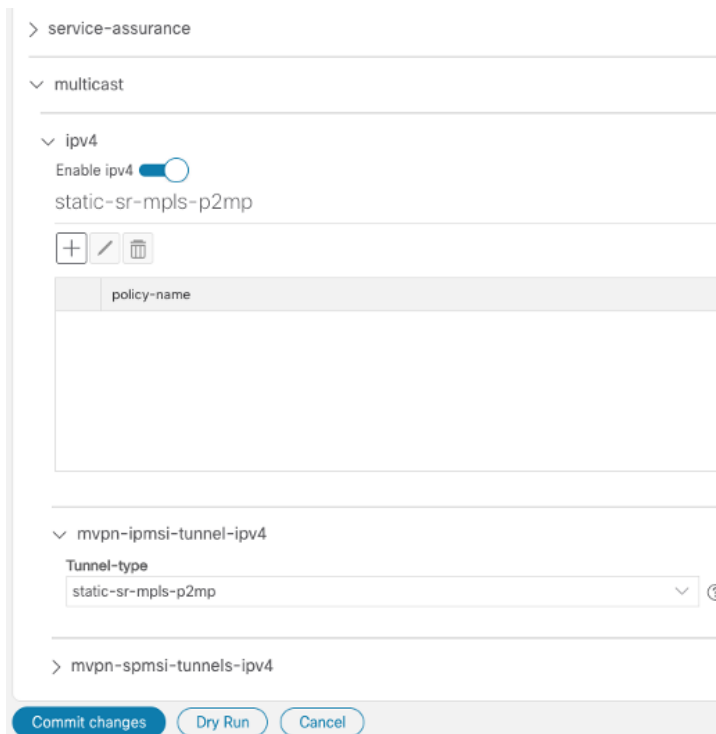 service-assurance
multicast
ipv4
Enable ipv4
static-sr-mpls-p2mp
policy-name
mvpn-ipmsi-tunnel-ipv4
Tunnel-type
static-sr-mpls-p2mp
mvpn-spmsi-tunnels-ipv4
Commit changes Dry Run Cancel